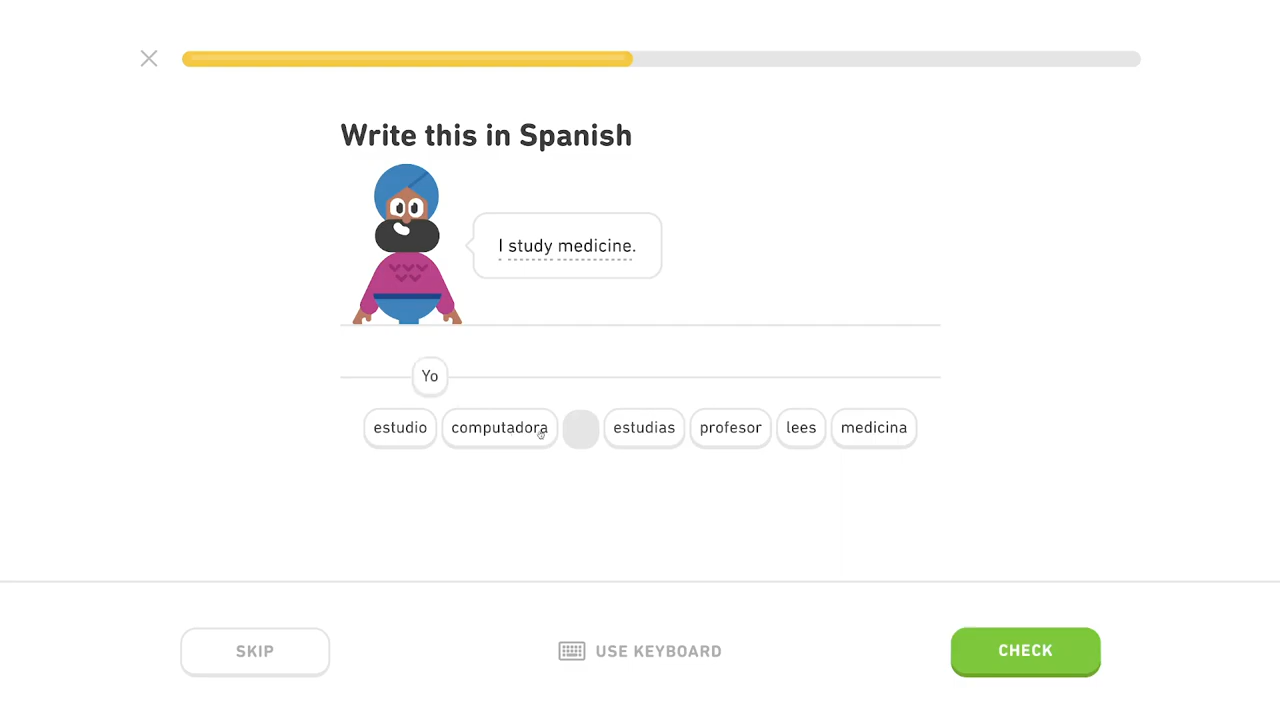 Write this in Spanish
I study medicine.
Yo
estudio computadora estudias profesor lees medicina
SKIP USE KEYBOARD CHECK